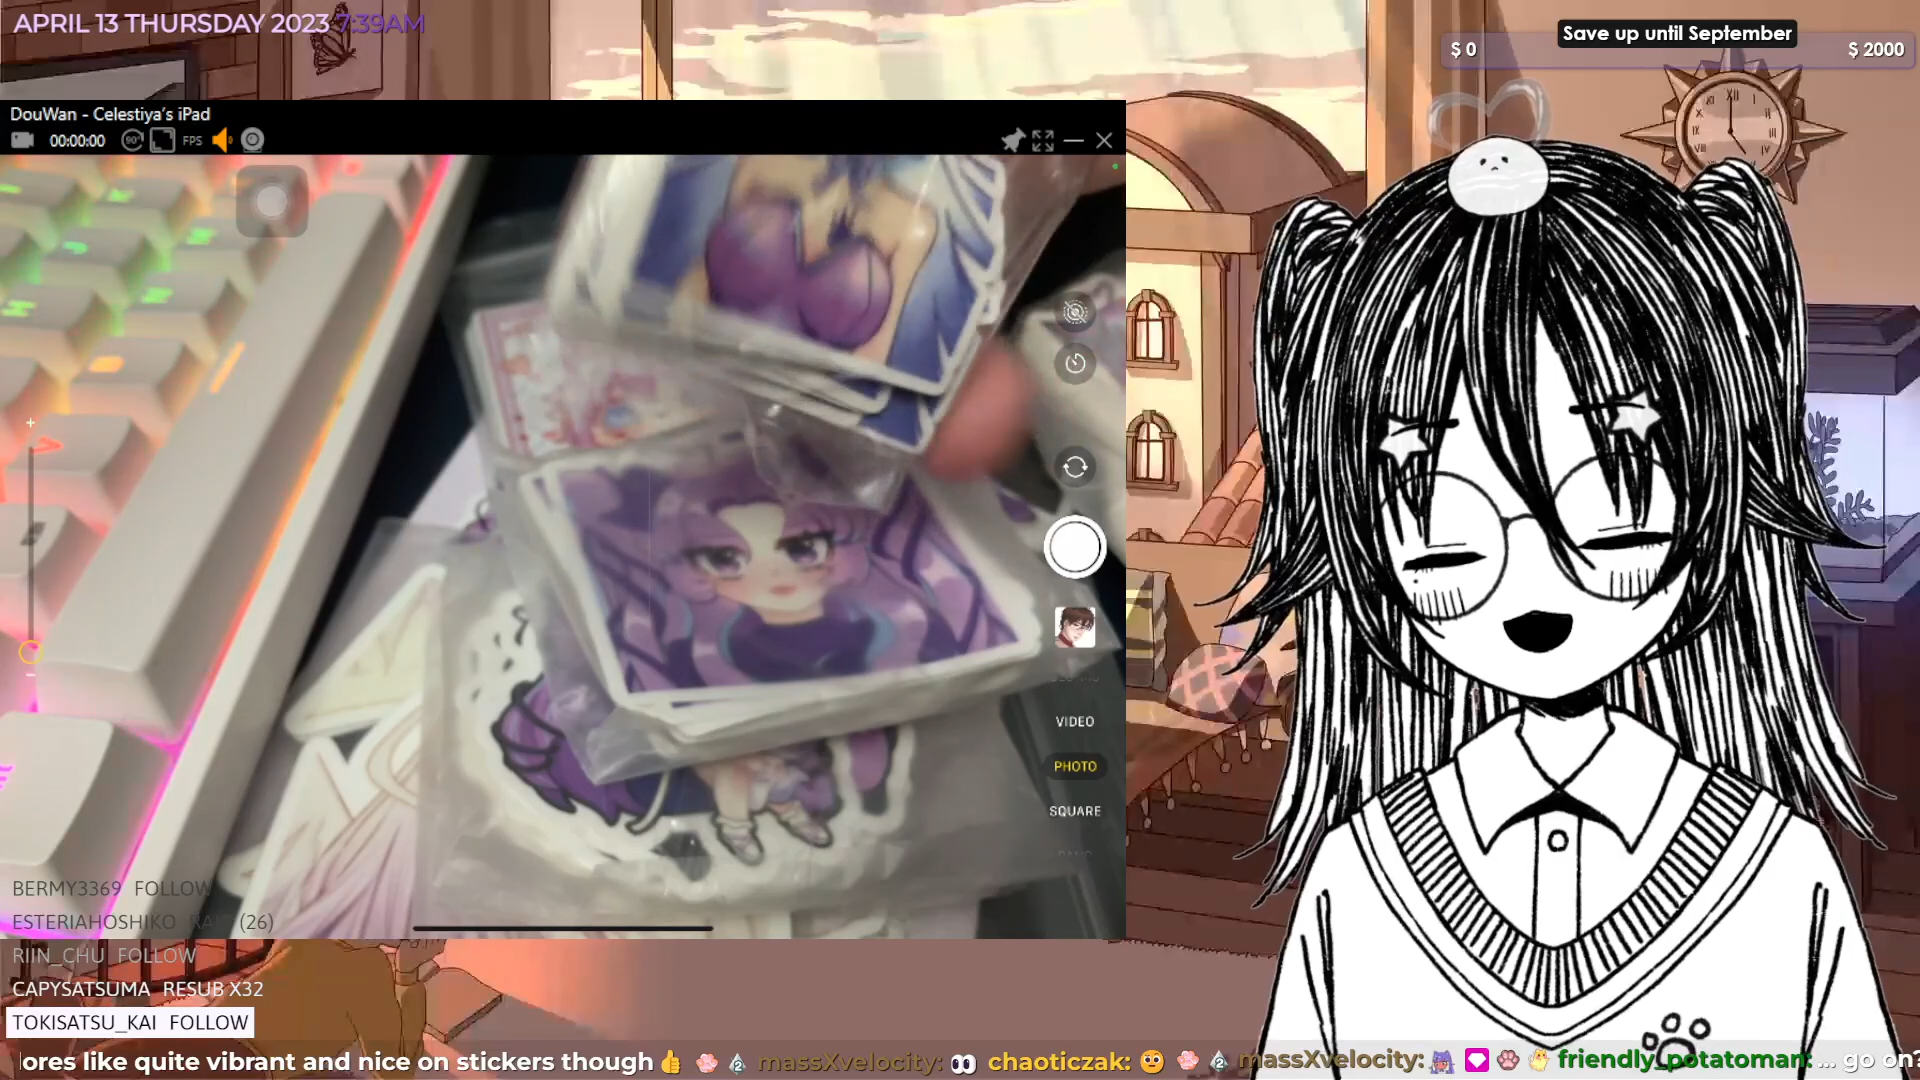 APRIL 13 THURSDAY 2023 7:39AM
Save up until September
$ 0
$ 2000
DouWan - Celestiya's iPad
00:00:00
90°
FPS
VIDEO
PHOTO
SQUARE
BERMY3369 FOLLOW
ESTERIAHOSHIKO RAID (26)
RIIN_CHU FOLLOW
CAPYSATSUMA RESUB X32
TOKISATSU_KAI FOLLOW
lores like quite vibrant and nice on stickers though 👍 massXvelocity: 👀 chaoticzak: 🥺 massXvelocity: friendly_potatoman: ... go on?